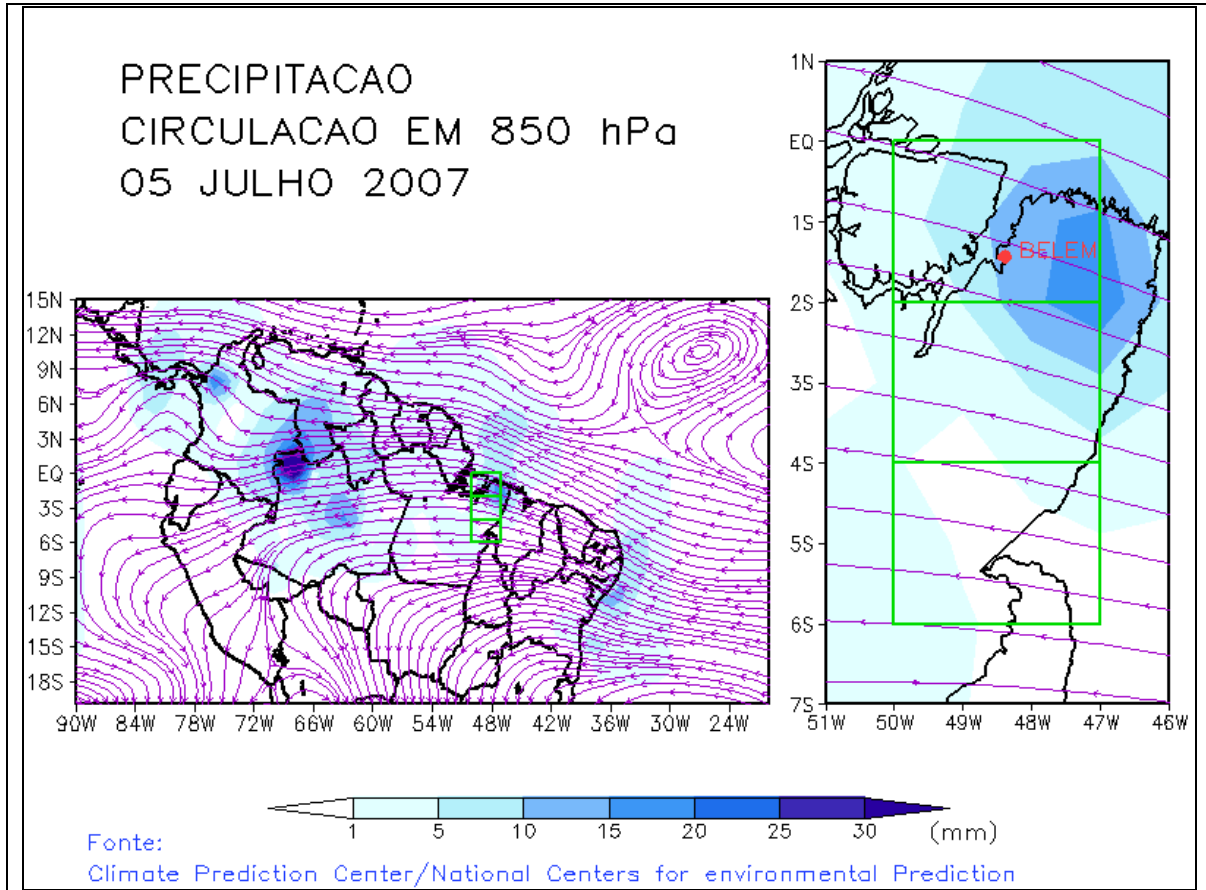 PRECIPITACAO
CIRCULACAO EM 850 hPa
05 JULHO 2007
15N
12N
9N
6N
3N
EQ
3S
6S
9S
12S
15S
18S
90W 84W 78W 72W 66W 60W 54W 48W 42W 36W 30W 24W
1N
EQ
1S
BELEM
2S
3S
4S
5S
6S
7S
51W 50W 49W 48W 47W 46W
1 5 10 15 20 25 30 (mm)
Fonte:
Climate Prediction Center/National Centers for environmental Prediction